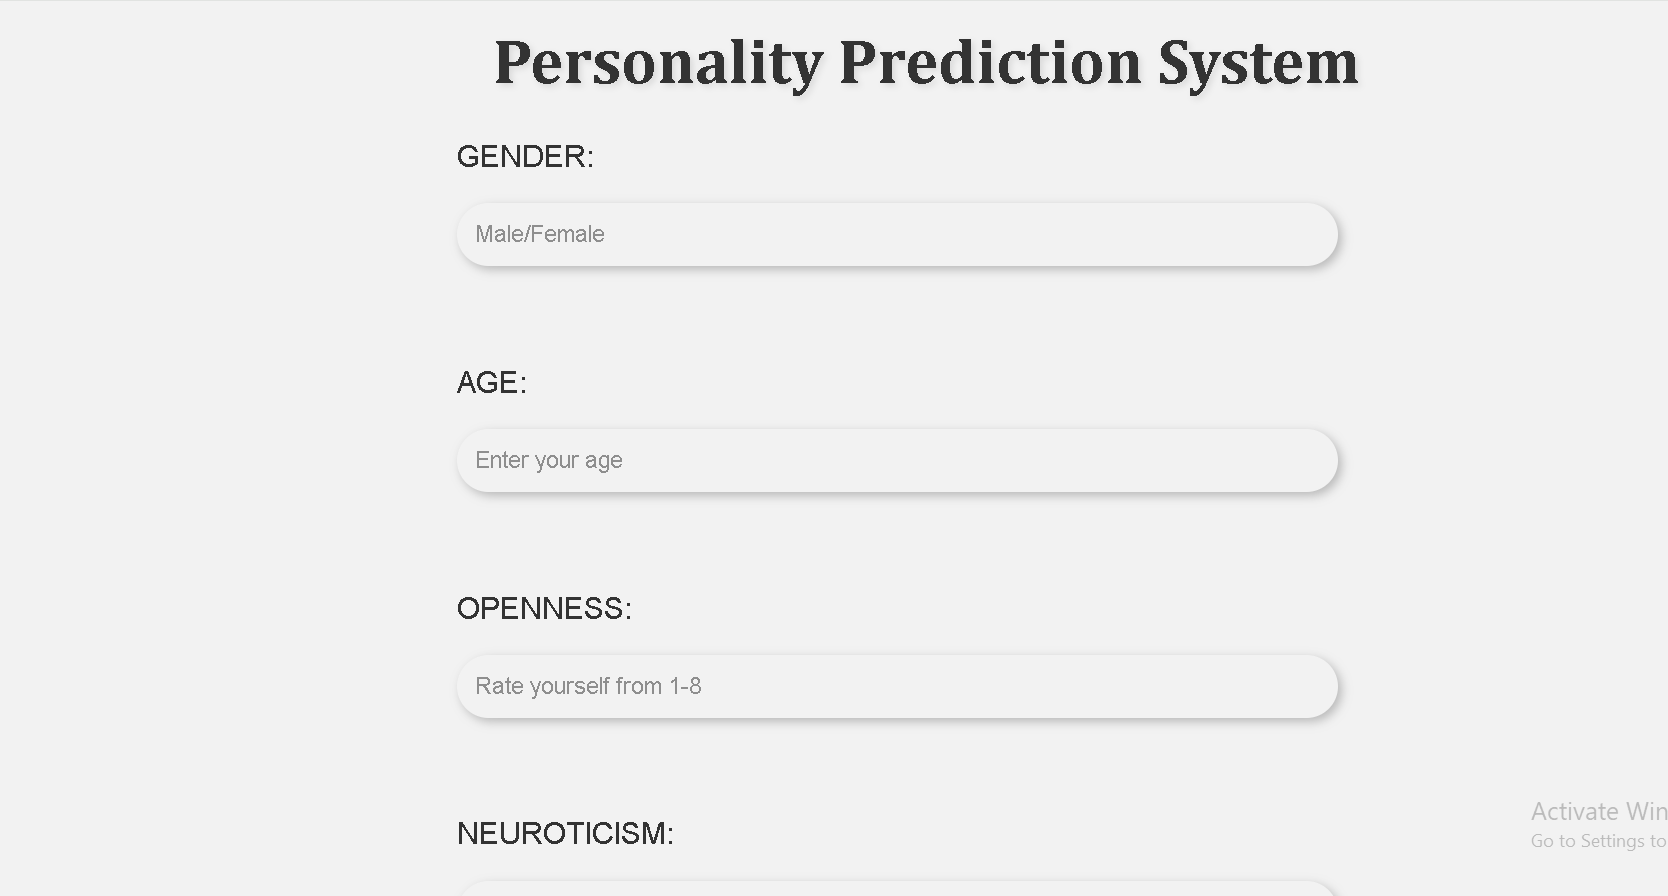 Personality Prediction System
GENDER:
Male/Female
AGE:
Enter your age
OPENNESS:
Rate yourself from 1-8
NEUROTICISM:
Activate Win
Go to Settings to